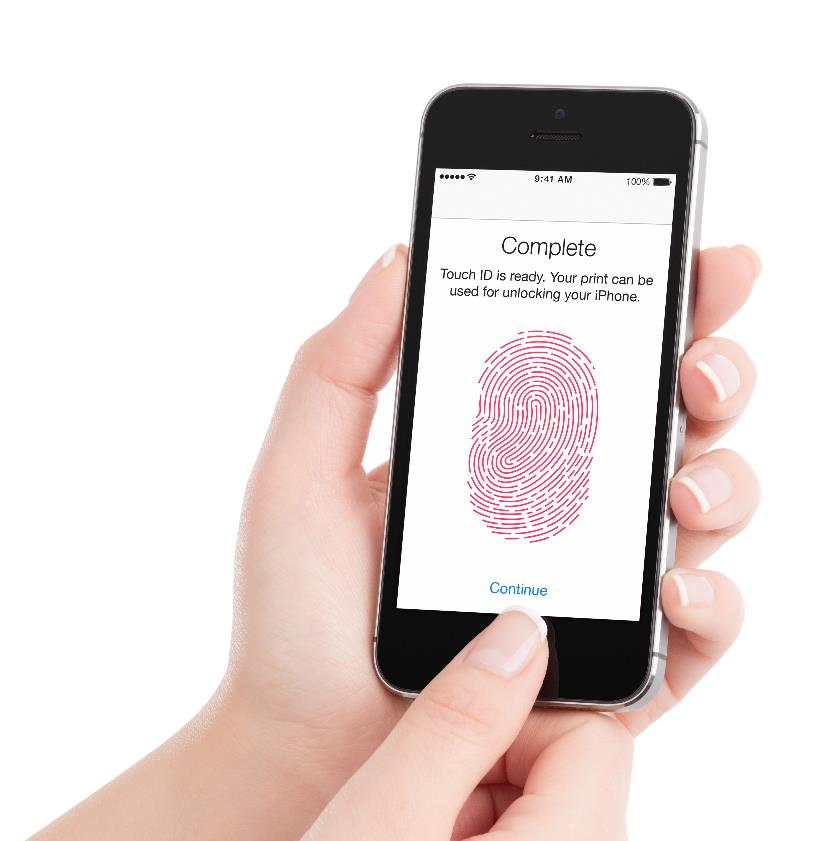 9:41 AM
100%
Complete
Touch ID is ready. Your print can be
used for unlocking your iPhone.
Continue